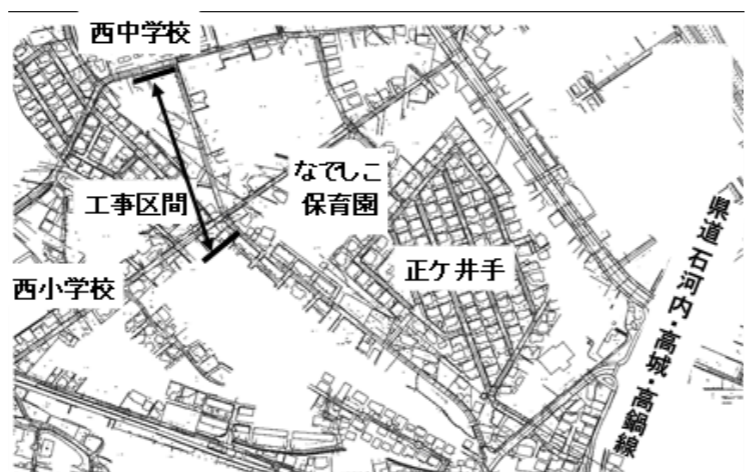 西中学校
なでしこ
保育園
工事区間
正ケ井手
西小学校
県道 石河内・高城・高鍋線